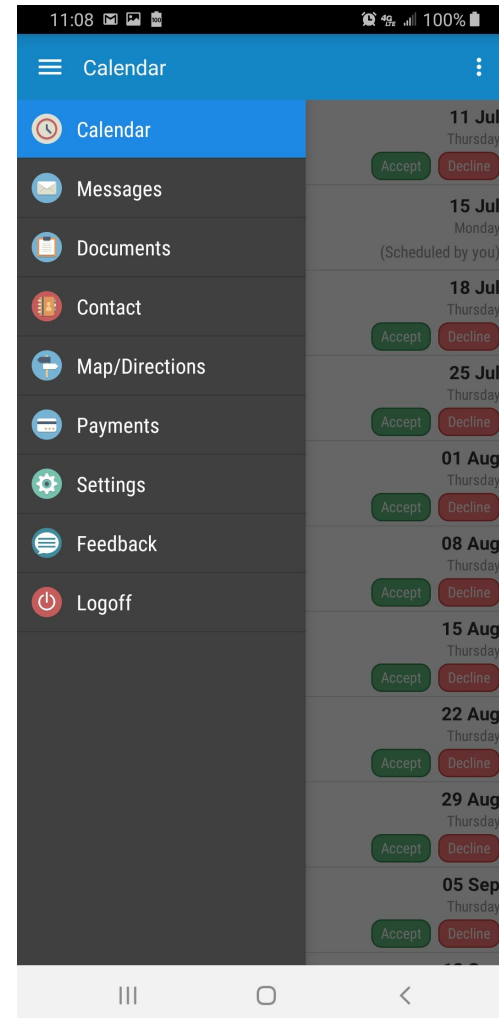 11:08 100%
Calendar
Calendar
Messages
Documents
Contact
Map/Directions
Payments
Settings
Feedback
Logoff
11 Jul
Thursday
Accept Decline
15 Jul
Monday
(Scheduled by you)
18 Jul
Thursday
Accept Decline
25 Jul
Thursday
Accept Decline
01 Aug
Thursday
Accept Decline
08 Aug
Thursday
Accept Decline
15 Aug
Thursday
Accept Decline
22 Aug
Thursday
Accept Decline
29 Aug
Thursday
Accept Decline
05 Sep
Thursday
Accept Decline